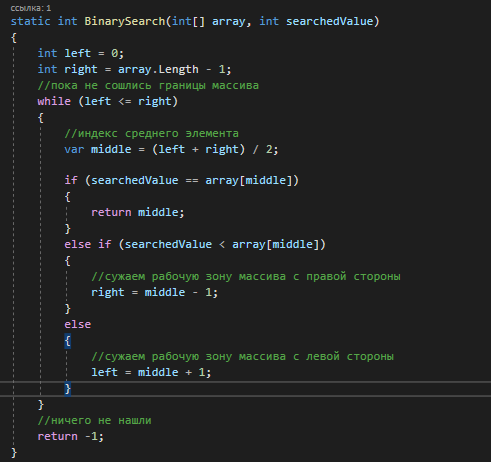 ссылка: 1
static int BinarySearch(int[] array, int searchedValue)
{
int left = 0;
int right = array.Length - 1;
//пока не сошлись границы массива
while (left <= right)
{
//индекс среднего элемента
var middle = (left + right) / 2;
if (searchedValue == array[middle])
{
return middle;
}
else if (searchedValue < array[middle])
{
//сужаем рабочую зону массива с правой стороны
right = middle - 1;
}
else
{
//сужаем рабочую зону массива с левой стороны
left = middle + 1;
}
}
//ничего не нашли
return -1;
}